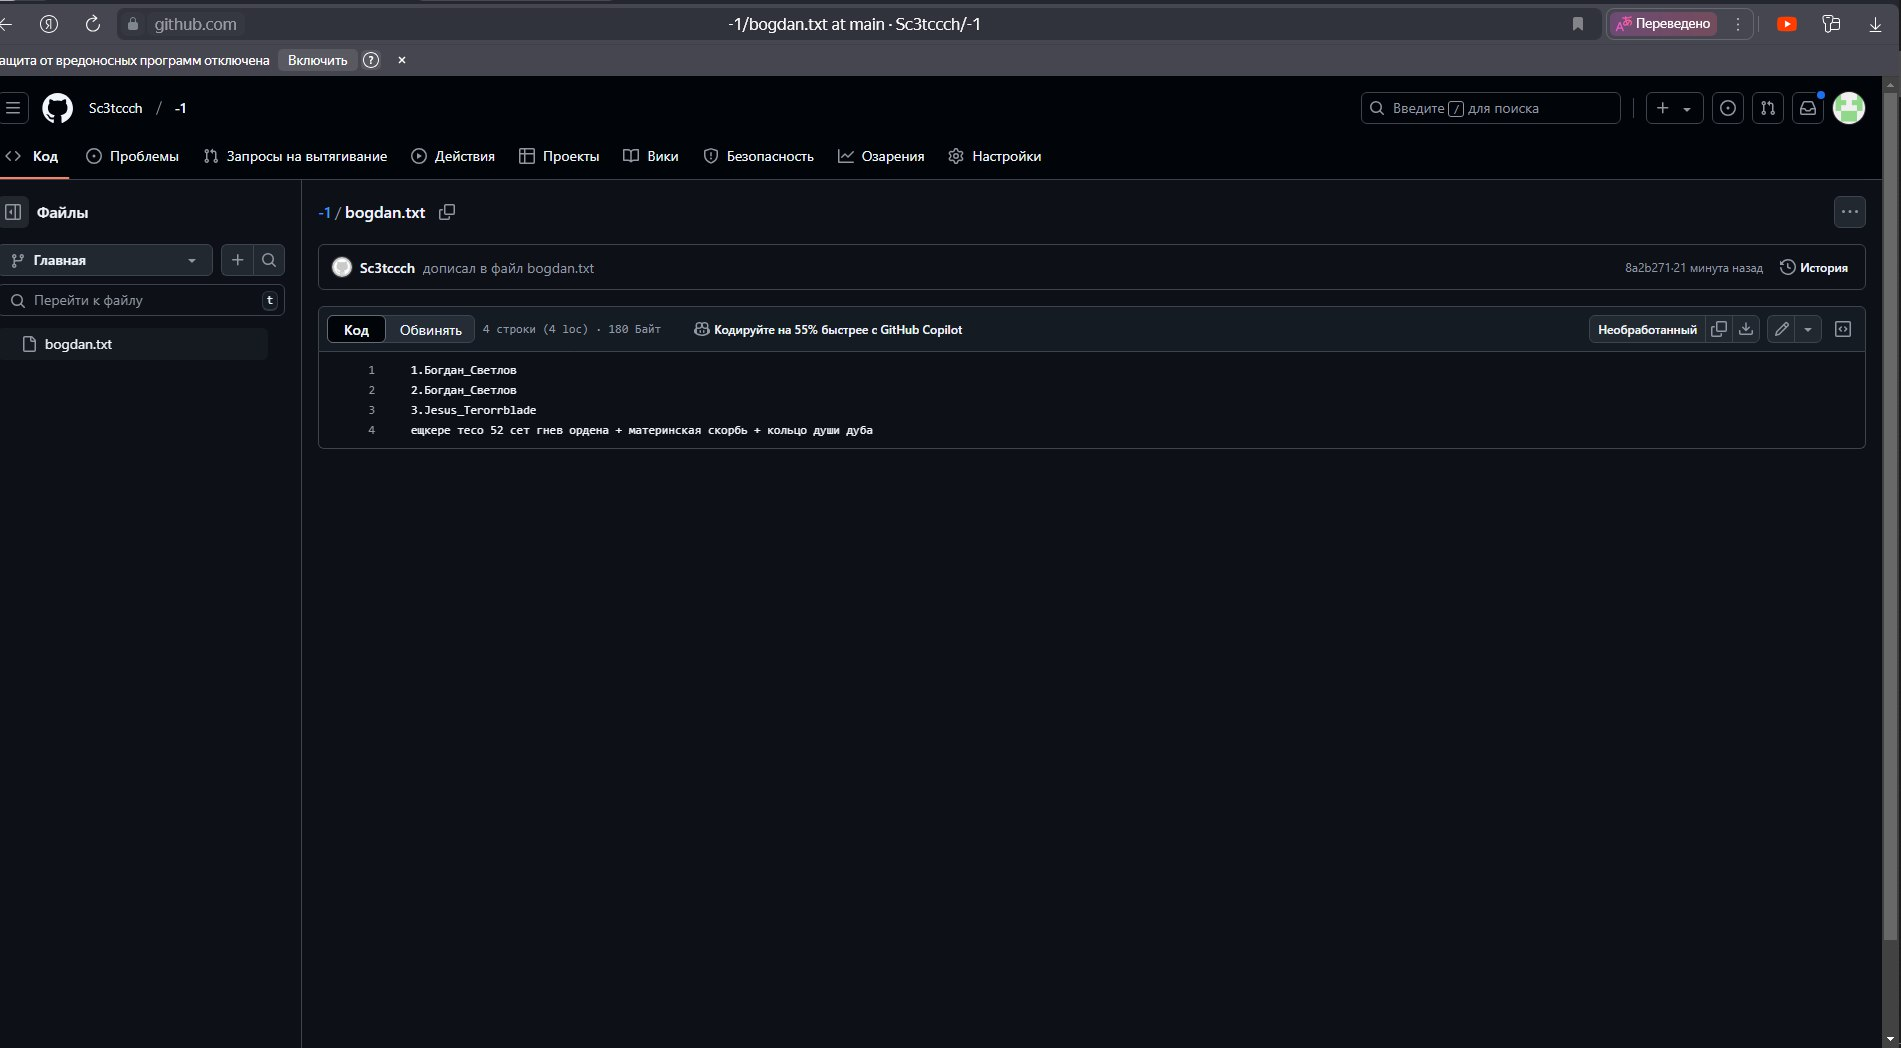 github.com
-1/bogdan.txt at main · Sc3tccch/-1
Переведено
ащита от вредоносных программ отключена
Включить
?
Sc3tccch / -1
Введите / для поиска
Код
Проблемы
Запросы на вытягивание
Действия
Проекты
Вики
Безопасность
Озарения
Настройки
Файлы
Главная
Перейти к файлу
t
bogdan.txt
-1 / bogdan.txt
Sc3tccch дописал в файл bogdan.txt
8a2b271·21 минута назад
История
Код
Обвинять
4 строки (4 loc) · 180 Байт
Кодируйте на 55% быстрее с GitHub Copilot
Необработанный
1 1.Богдан_Светлов
2 2.Богдан_Светлов
3 3.Jesus_Terorrblade
4 ещкере тесо 52 сет гнев ордена + материнская скорбь + кольцо души дуба